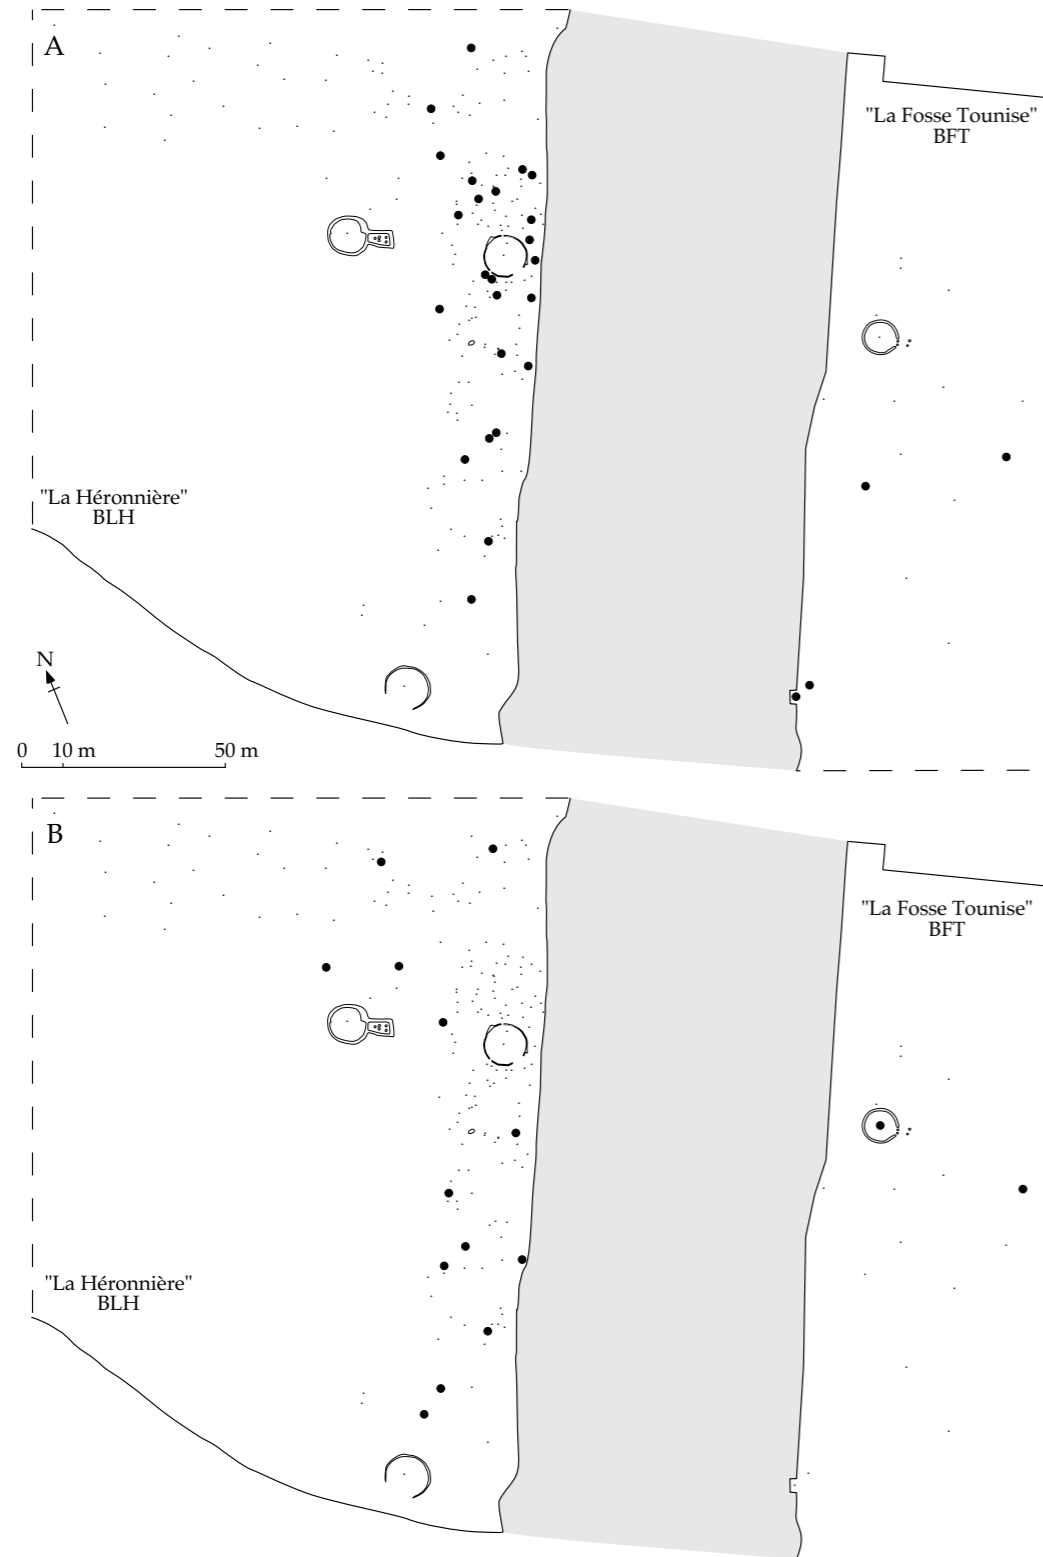 A
"La Fosse Tounise"
BFT
"La Héronnière"
BLH
N
0 10 m 50 m
B
"La Fosse Tounise"
BFT
"La Héronnière"
BLH